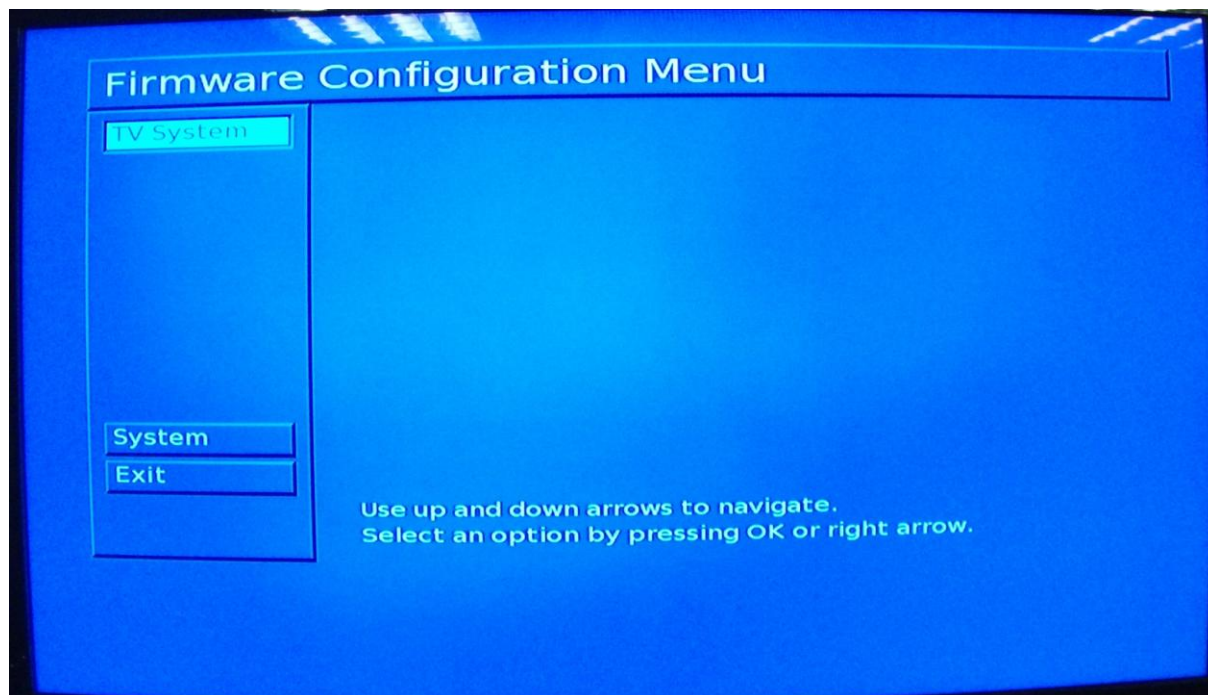 Firmware Configuration Menu
TV System
System
Exit
Use up and down arrows to navigate.
Select an option by pressing OK or right arrow.